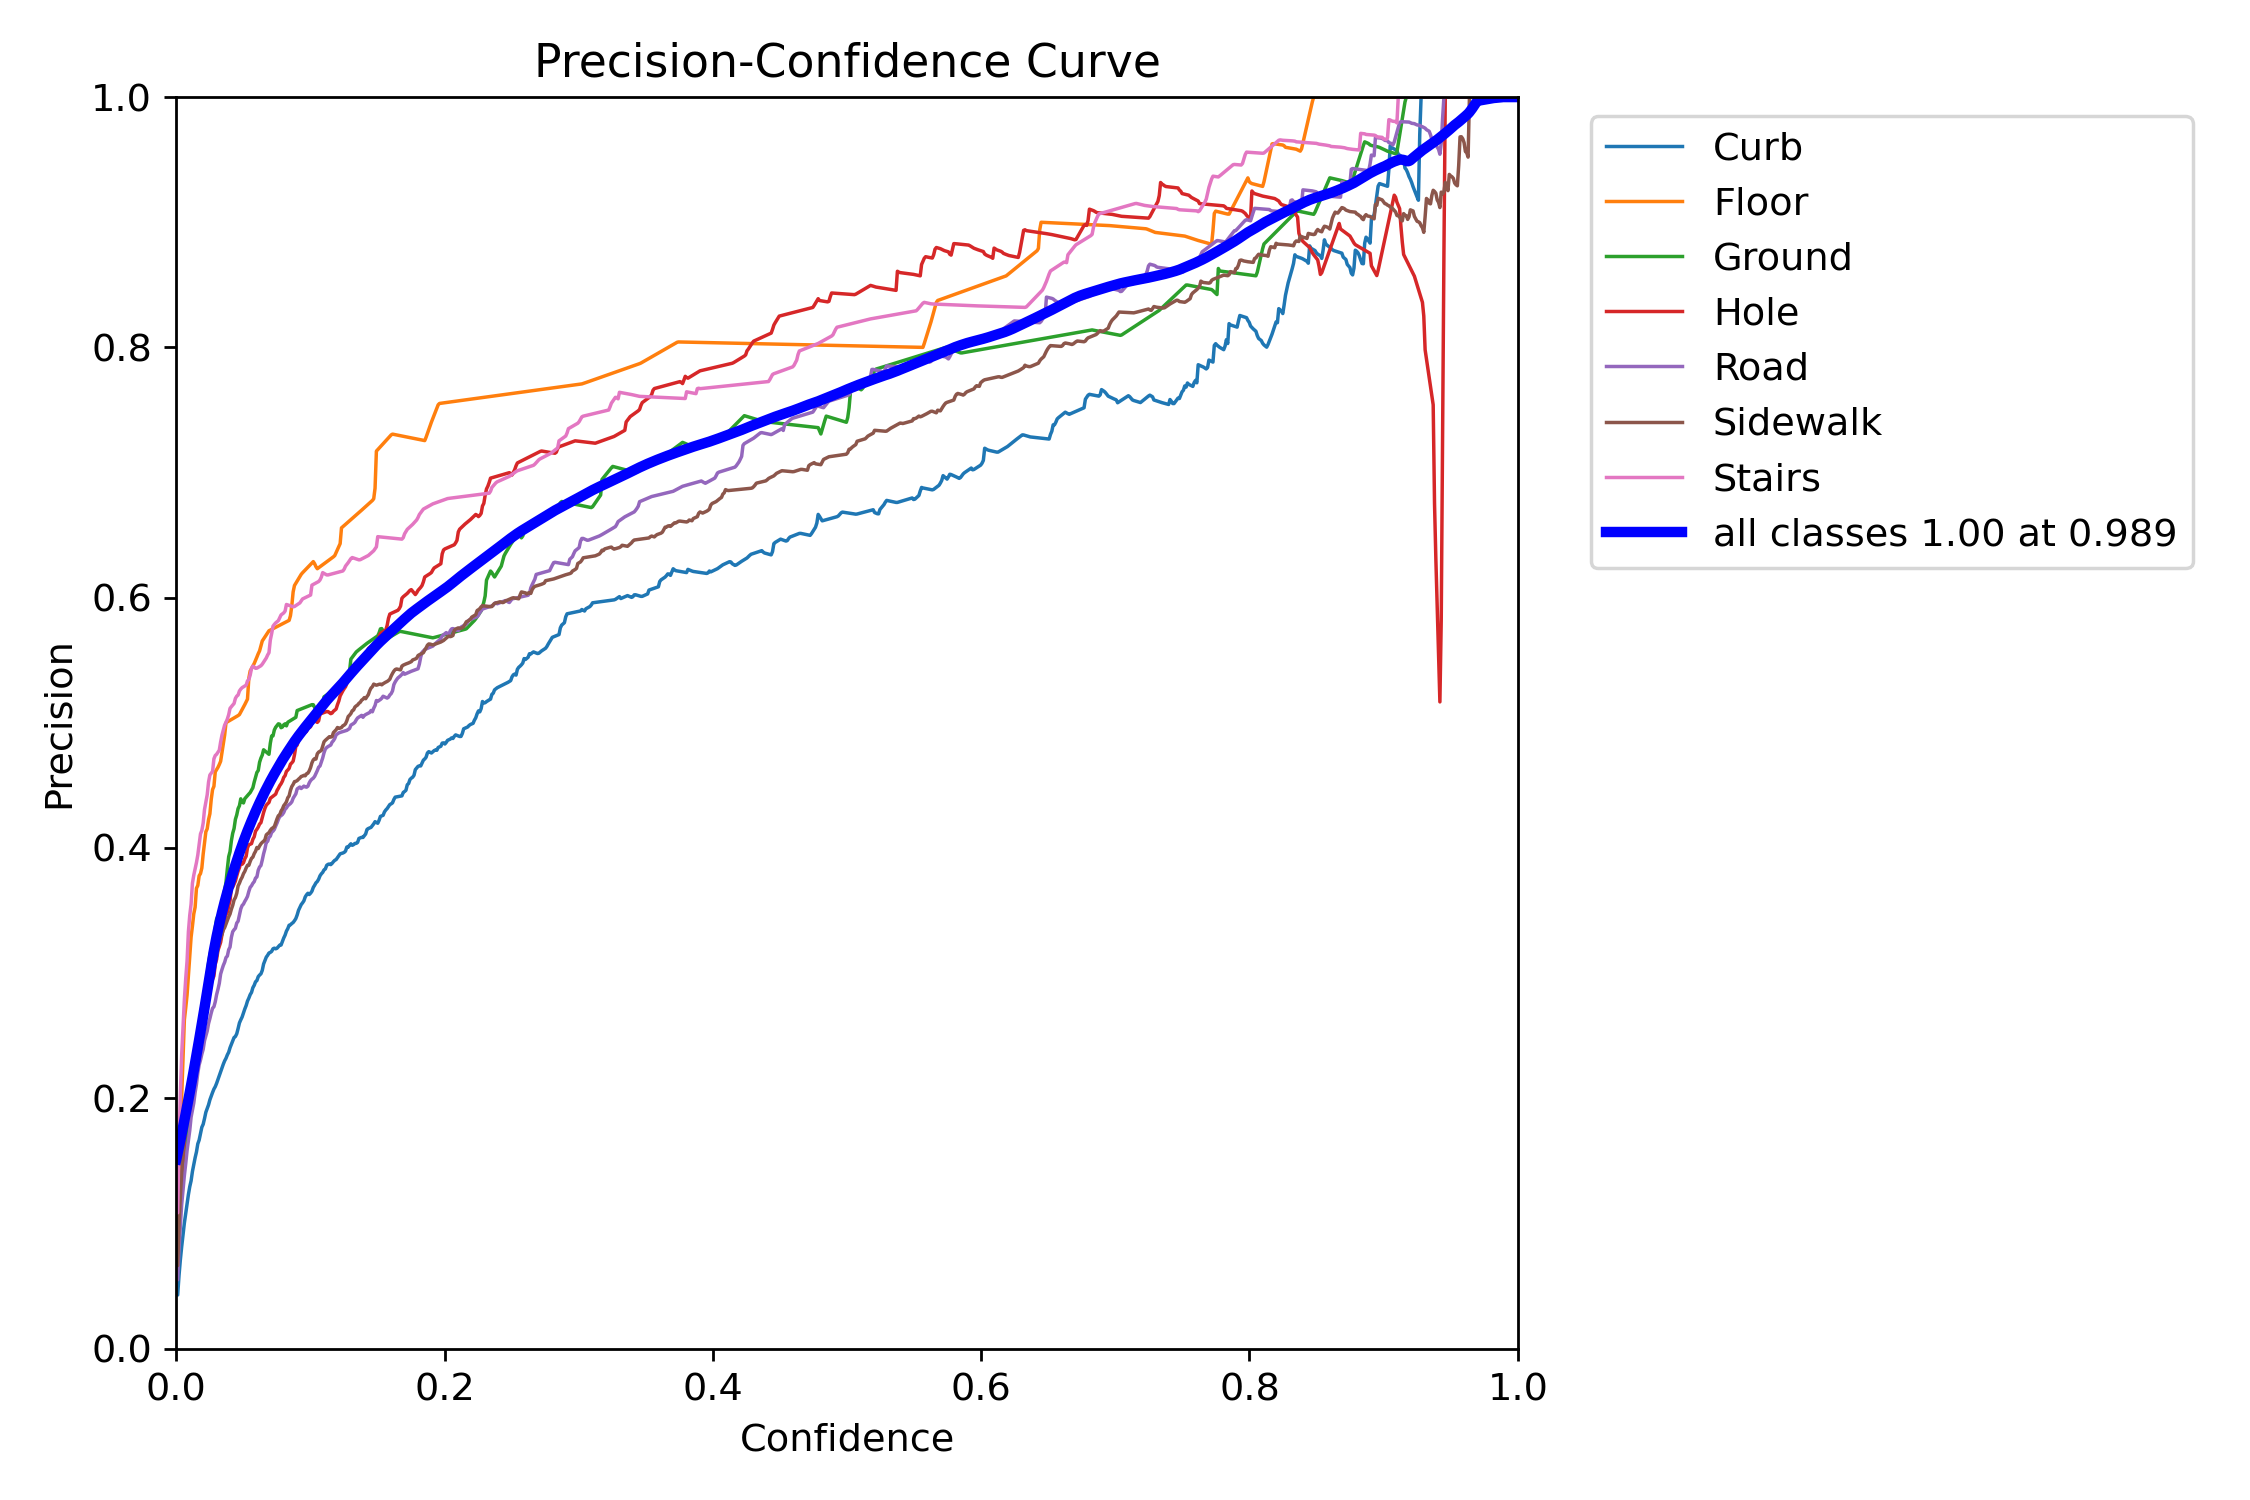 Precision-Confidence Curve
1.0
0.8
0.6
0.4
0.2
0.0
Precision
0.0 0.2 0.4 0.6 0.8 1.0
Confidence
Curb
Floor
Ground
Hole
Road
Sidewalk
Stairs
all classes 1.00 at 0.989